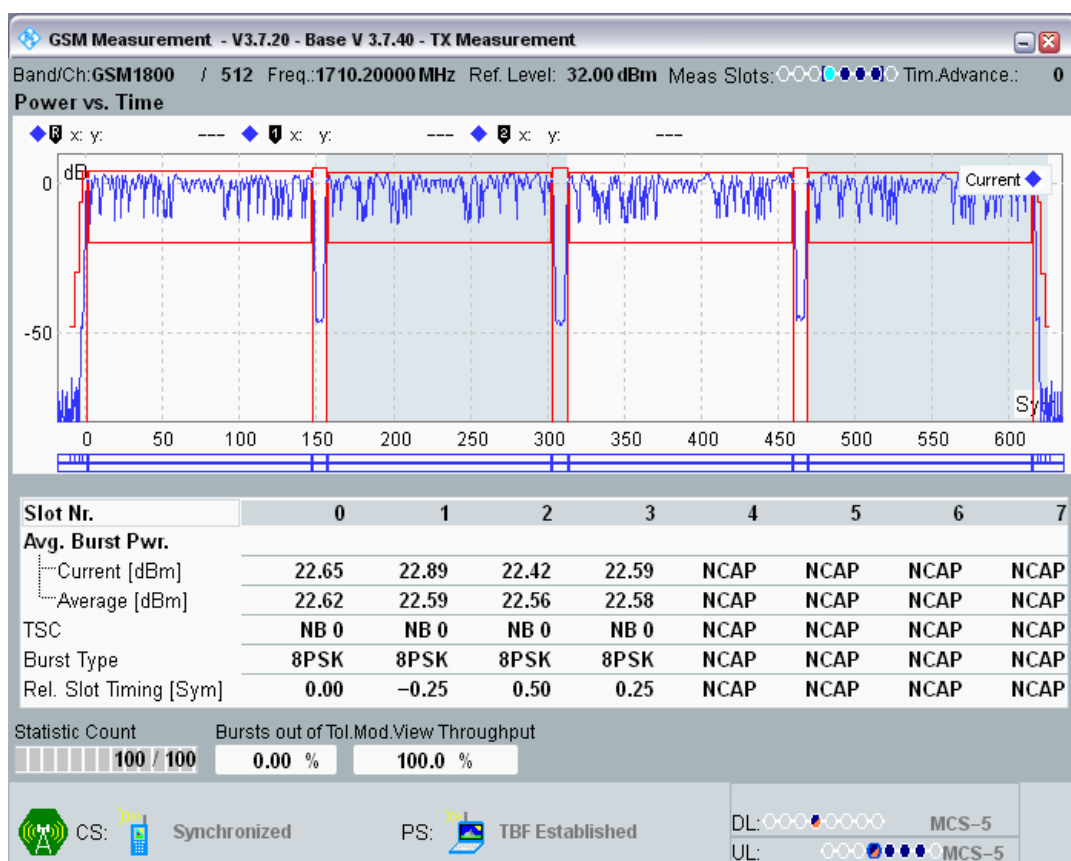 GSM Measurement - V3.7.20 - Base V 3.7.40 - TX Measurement
Band/Ch:GSM1800 / 512 Freq.:1710.20000 MHz Ref. Level: 32.00 dBm Meas Slots: Tim.Advance.: 0
Power vs. Time
R x: y: --- 1 x: y: --- 2 x: y: ---
dB
Current
0
-50
Sy
0 50 100 150 200 250 300 350 400 450 500 550 600
Slot Nr. 0 1 2 3 4 5 6 7
Avg. Burst Pwr.
Current [dBm] 22.65 22.89 22.42 22.59 NCAP NCAP NCAP NCAP
Average [dBm] 22.62 22.59 22.56 22.58 NCAP NCAP NCAP NCAP
TSC NB 0 NB 0 NB 0 NB 0 NCAP NCAP NCAP NCAP
Burst Type 8PSK 8PSK 8PSK 8PSK NCAP NCAP NCAP NCAP
Rel. Slot Timing [Sym] 0.00 −0.25 0.50 0.25 NCAP NCAP NCAP NCAP
Statistic Count Bursts out of Tol. Mod.View Throughput
100 / 100 0.00 % 100.0 %
CS: Synchronized PS: TBF Established
DL: MCS−5
UL: MCS−5